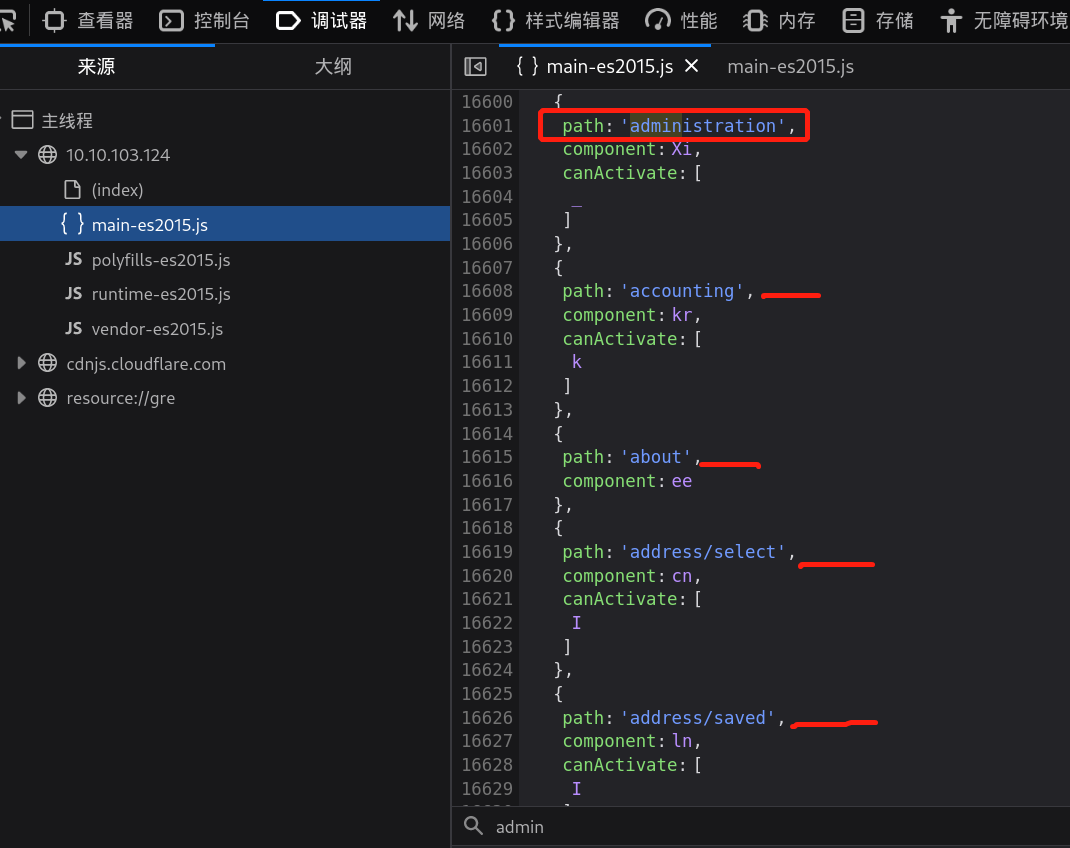 查看器 控制台 调试器 网络 { } 样式编辑器 性能 内存 存储 无障碍环境
来源 大纲
{ } main-es2015.js main-es2015.js
主线程
10.10.103.124
(index)
{ } main-es2015.js
JS polyfills-es2015.js
JS runtime-es2015.js
JS vendor-es2015.js
cdnjs.cloudflare.com
resource://gre
16600 {
16601 path: 'administration',
16602 component: Xi,
16603 canActivate: [
16604 _
16605 ]
16606 },
16607 {
16608 path: 'accounting',
16609 component: kr,
16610 canActivate: [
16611 k
16612 ]
16613 },
16614 {
16615 path: 'about',
16616 component: ee
16617 },
16618 {
16619 path: 'address/select',
16620 component: cn,
16621 canActivate: [
16622 I
16623 ]
16624 },
16625 {
16626 path: 'address/saved',
16627 component: ln,
16628 canActivate: [
16629 I
admin